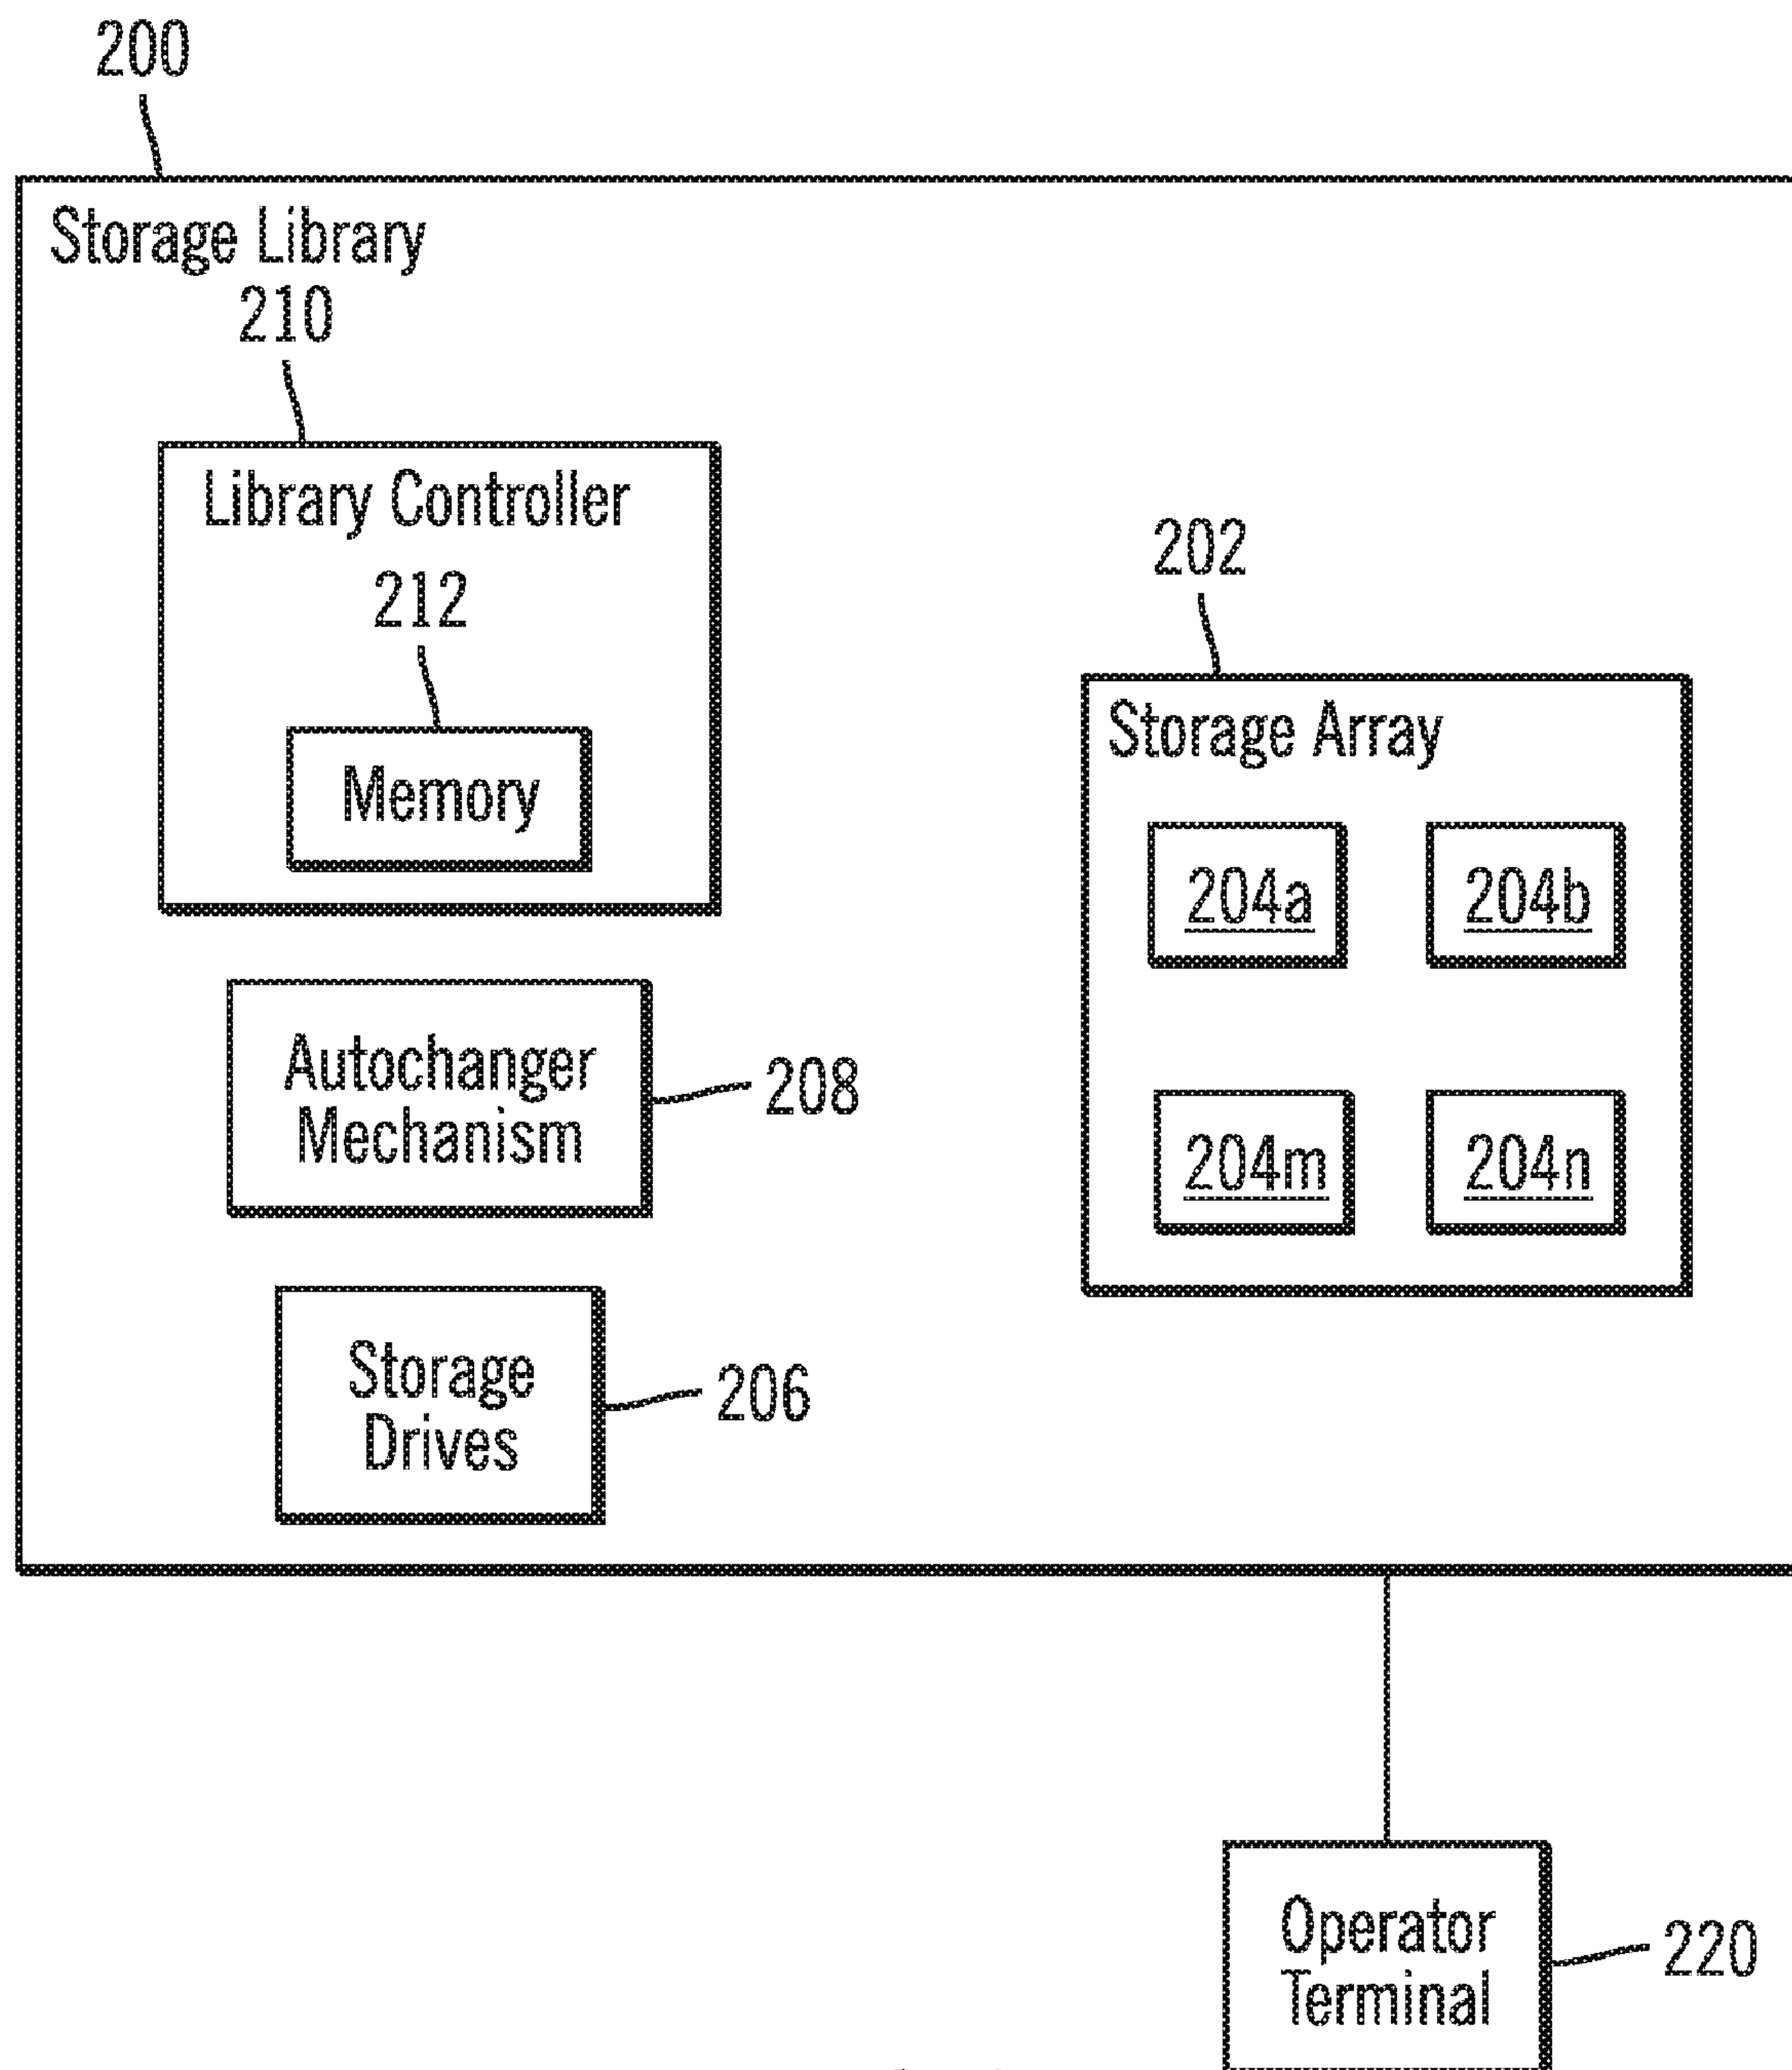 200
Storage Library
210
Library Controller
212
Memory
202
Storage Array
204a 204b
204m 204n
Autochanger
Mechanism
208
Storage
Drives
206
Operator
Terminal
220